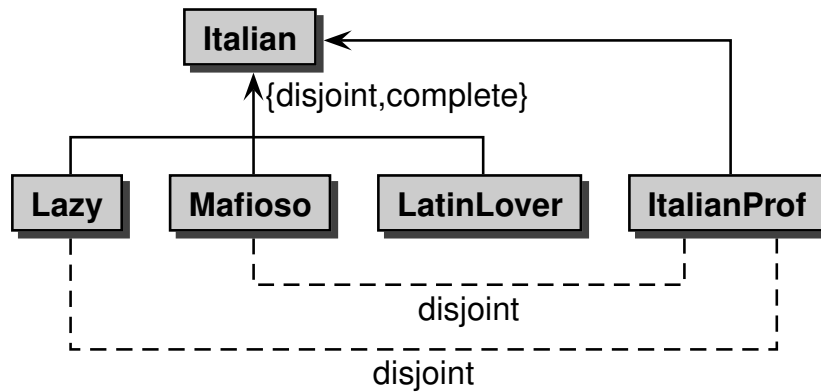 Italian
{disjoint,complete}
Lazy
Mafioso
LatinLover
ItalianProf
disjoint
disjoint